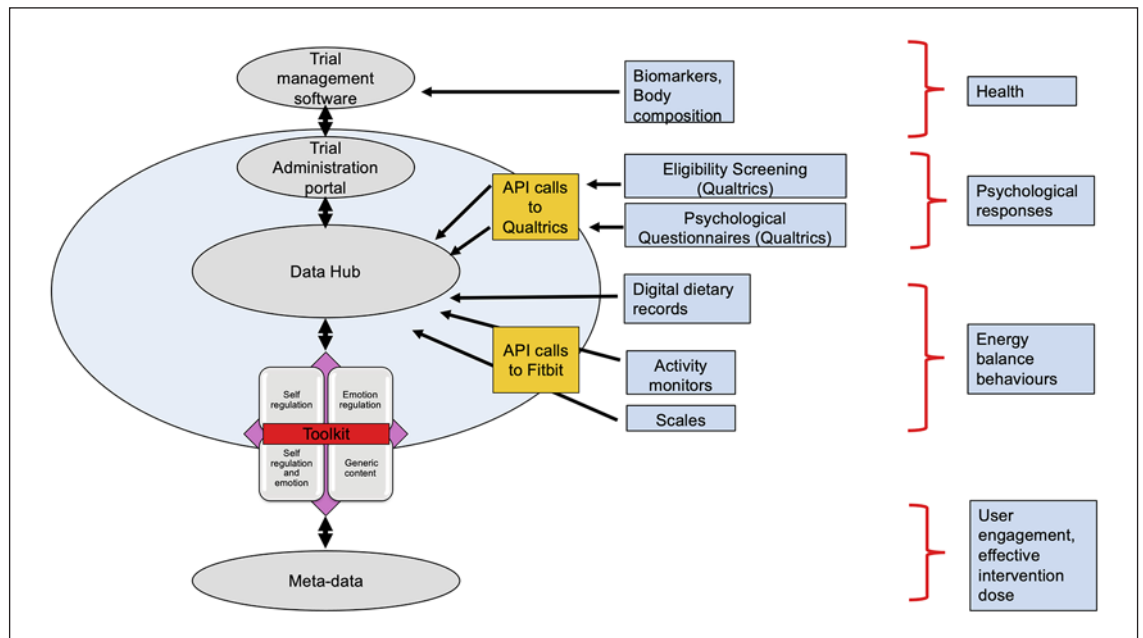 Trial
management
software
Biomarkers,
Body
composition
Health
Trial
Administration
portal
API calls
to
Qualtrics
Eligibility Screening
(Qualtrics)
Psychological
Questionnaires (Qualtrics)
Psychological
responses
Data Hub
Digital dietary
records
API calls
to Fitbit
Activity
monitors
Scales
Energy
balance
behaviours
Self
regulation
Emotion
regulation
Toolkit
Self
regulation
and
emotion
Generic
content
Meta-data
User
engagement,
effective
intervention
dose